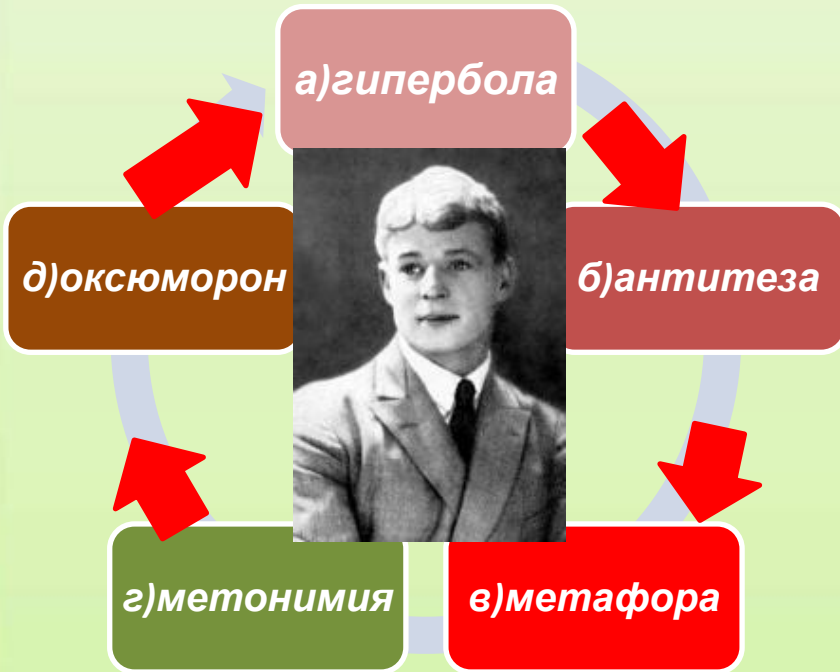 а)гипербола
б)антитеза
в)метафора
г)метонимия
д)оксюморон